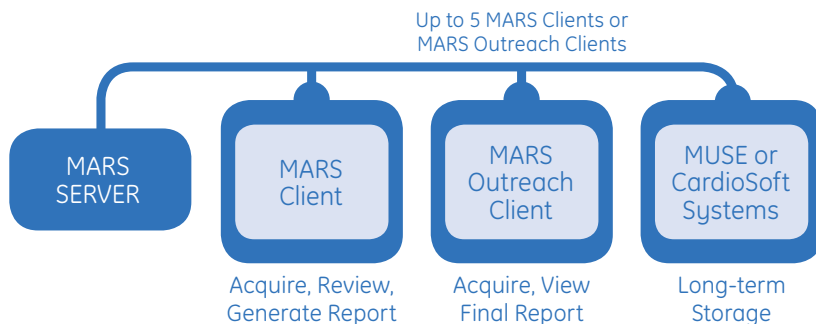 Up to 5 MARS Clients or
MARS Outreach Clients
MARS
SERVER
MARS
Client
MARS
Outreach
Client
MUSE or
CardioSoft
Systems
Acquire, Review,
Generate Report
Acquire, View
Final Report
Long-term
Storage